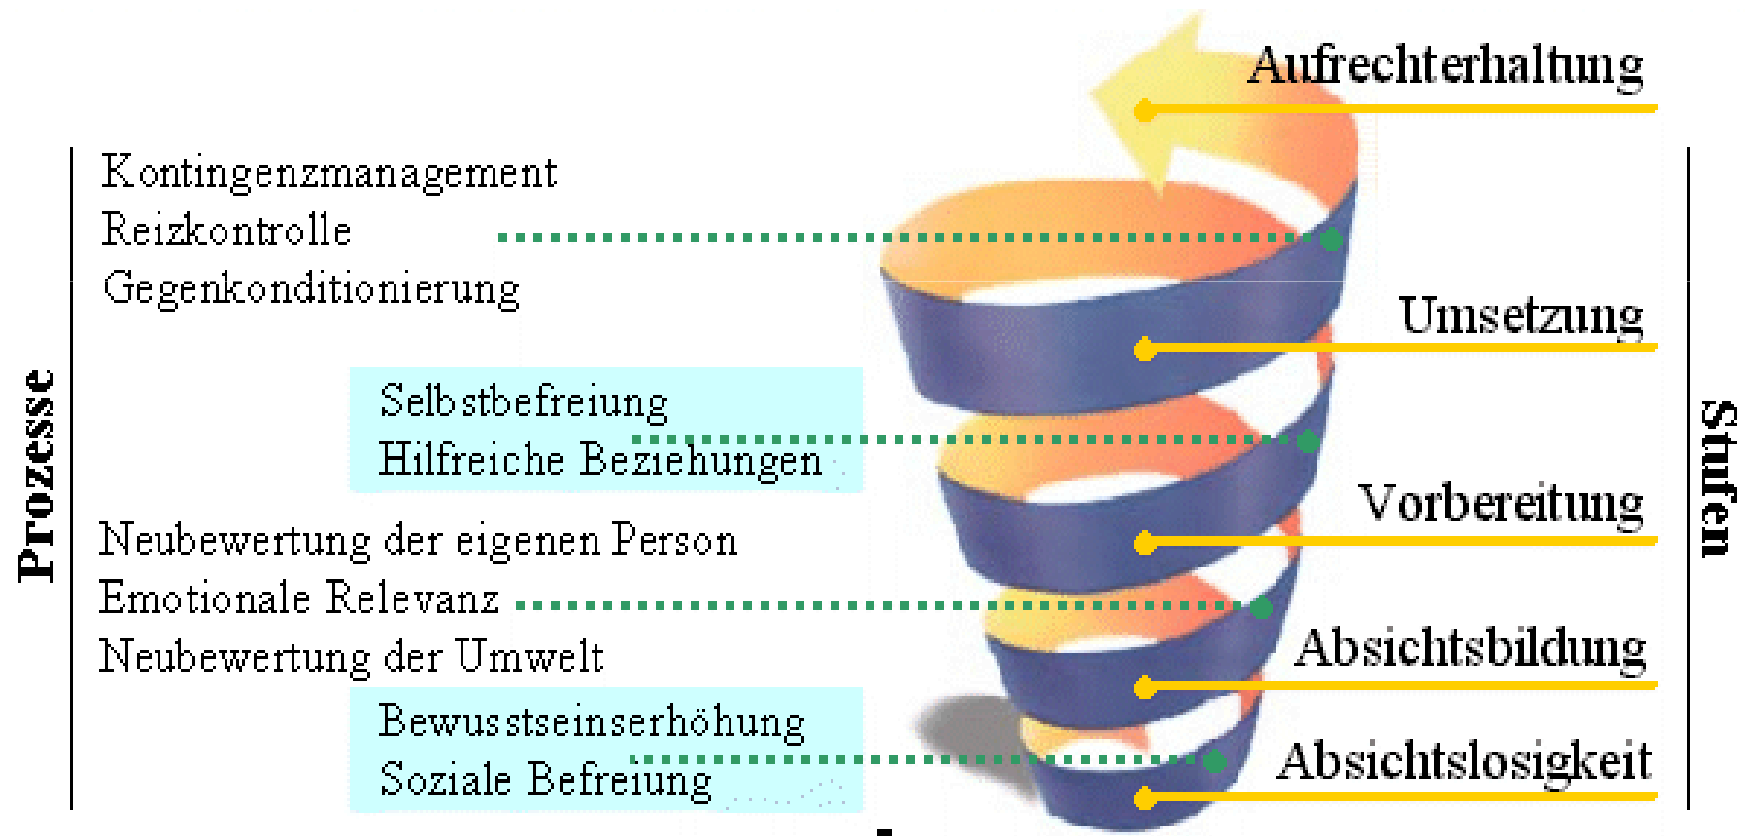 Prozesse
Kontingenzmanagement
Reizkontrolle
Gegenkonditionierung
Selbstbefreiung
Hilfreiche Beziehungen
Neubewertung der eigenen Person
Emotionale Relevanz
Neubewertung der Umwelt
Bewusstseinserhöhung
Soziale Befreiung
Aufrechterhaltung
Umsetzung
Vorbereitung
Absichtsbildung
Absichtslosigkeit
Stufen